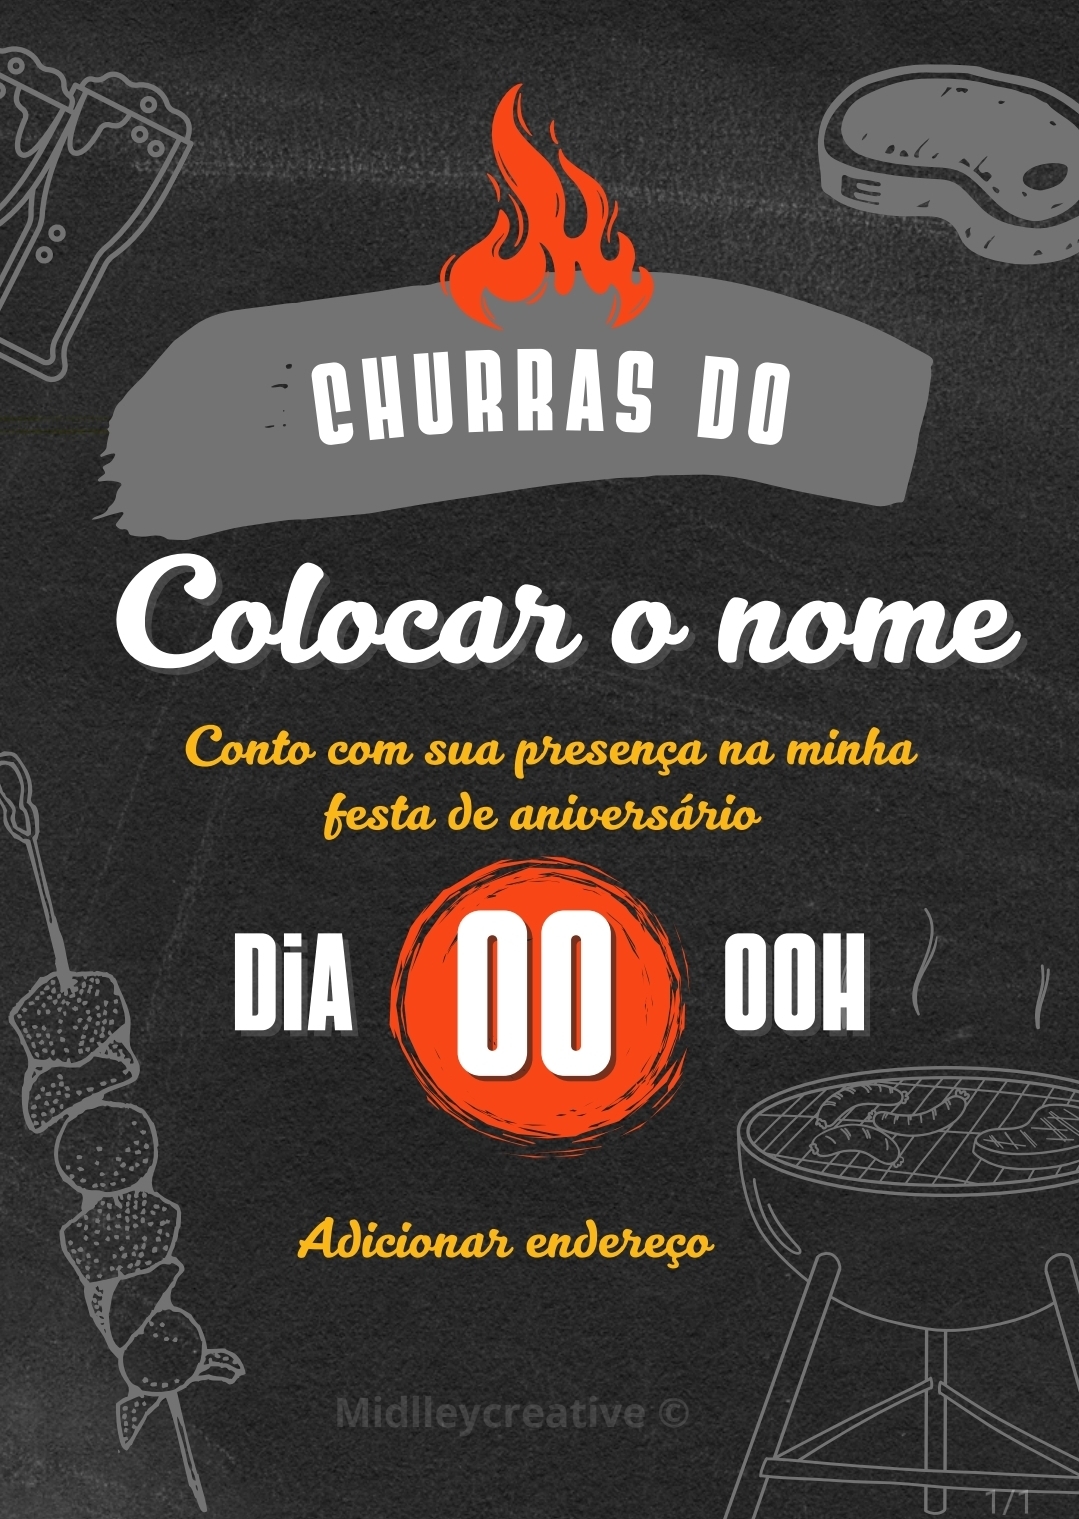 CHURRAS DO
Colocar o nome
Conto com sua presença na minha
festa de aniversário
DiA 00 00H
Adicionar endereço
Midlleycreative ©
1/1